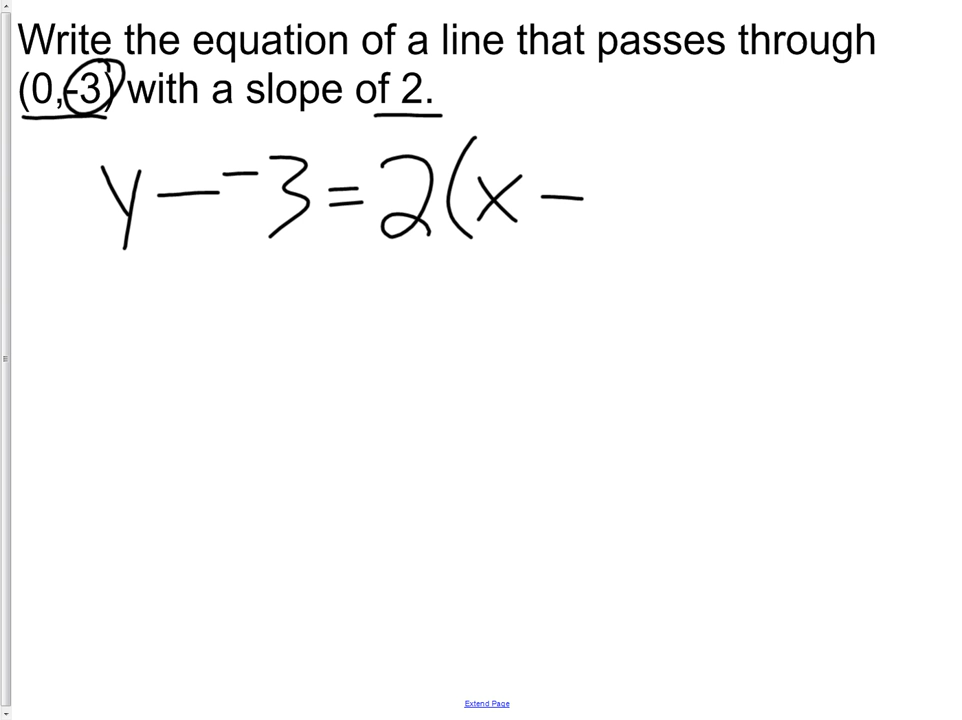 Write the equation of a line that passes through
(0,-3) with a slope of 2.
y - -3 = 2(x -
Extend Page